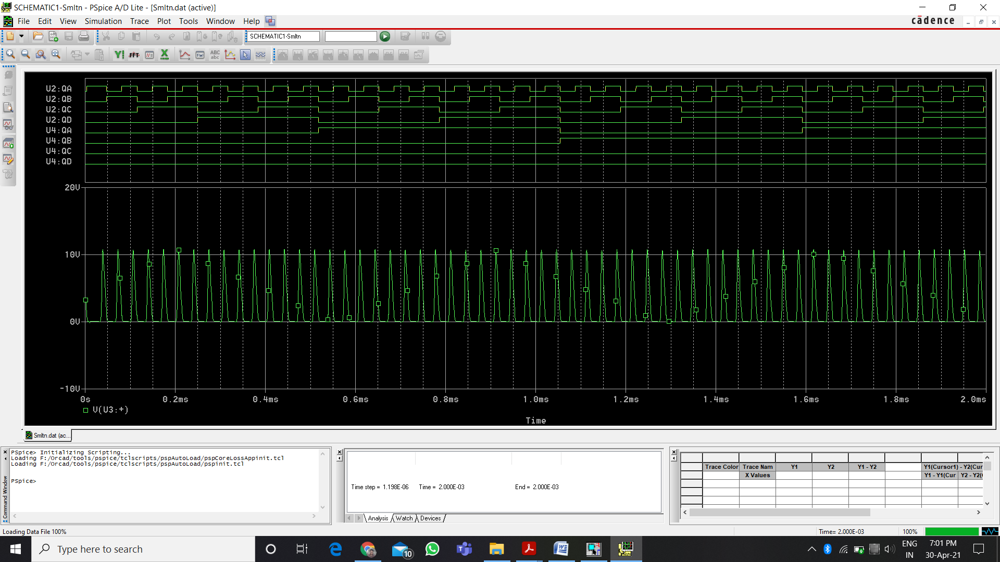 SCHEMATIC1-Smltn - PSpice A/D Lite - [Smltn.dat (active)]
File Edit View Simulation Trace Plot Tools Window Help
cādence
SCHEMATIC1-Smltn
FFT
ABC
abc
U2:QA
U2:QB
U2:QC
U2:QD
U4:QA
U4:QB
U4:QC
U4:QD
20V
10V
0V
-10V
0s 0.2ms 0.4ms 0.6ms 0.8ms 1.0ms 1.2ms 1.4ms 1.6ms 1.8ms 2.0ms
V(U3:+)
Time
Smltn.dat (ac...
Command Window
PSpice> Initializing Scripting...
Loading F:/Orcad/tools/pspice/tclscripts/pspAutoLoad/pspCoreLossAppinit.tcl
Loading F:/Orcad/tools/pspice/tclscripts/pspAutoLoad/pspinit.tcl
PSpice>
Time step = 1.198E-06 Time = 2.000E-03 End = 2.000E-03
Analysis Watch Devices
Trace Color Trace Nam Y1 Y2 Y1 - Y2 Y1(Cursor1) - Y2(Cur
X Values Y1 - Y1(Cur Y2 - Y2(
Loading Data File 100%
Time= 2.000E-03 100%
Type here to search
10
ENG
IN
7:01 PM
30-Apr-21